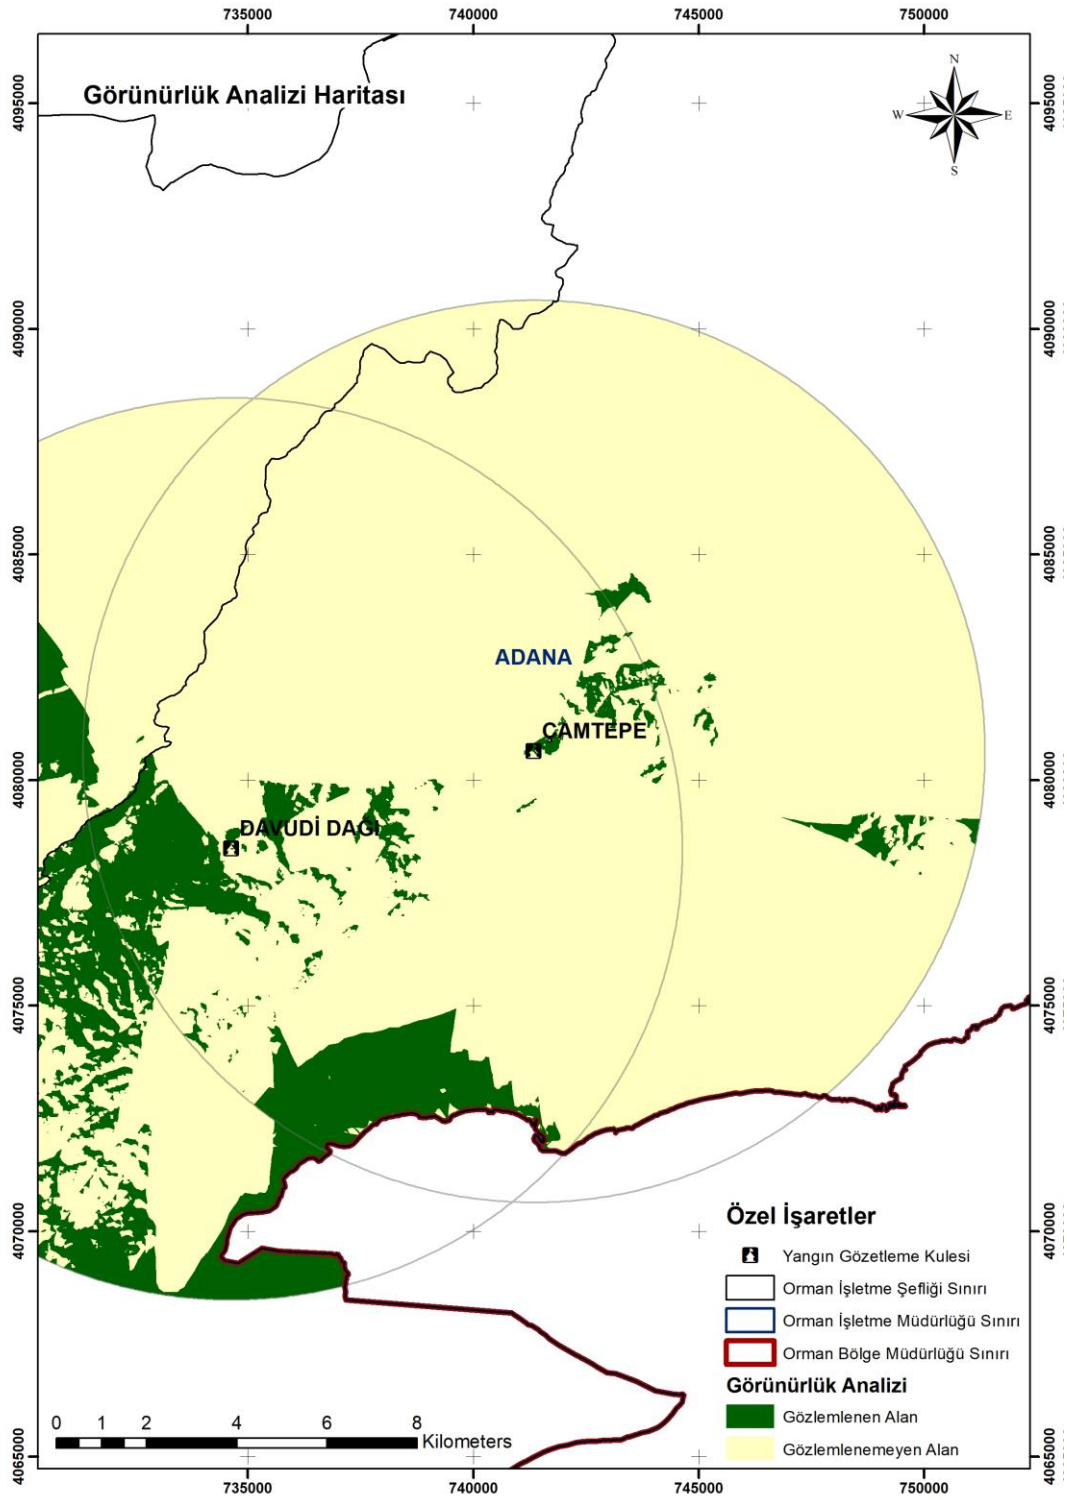 735000 740000 745000 750000
Görünürlük Analizi Haritası
N
W E
S
4095000 4095000
4090000 4090000
4085000 4085000
ADANA
ÇAMTEPE
4080000 4080000
DAVUDİ DAĞI
4075000 4075000
4070000 4070000
Özel İşaretler
Yangın Gözetleme Kulesi
Orman İşletme Şefliği Sınırı
Orman İşletme Müdürlüğü Sınırı
Orman Bölge Müdürlüğü Sınırı
Görünürlük Analizi
Gözlemlenen Alan
Gözlemlenemeyen Alan
0 1 2 4 6 8
Kilometers
4065000 4065000
735000 740000 745000 750000